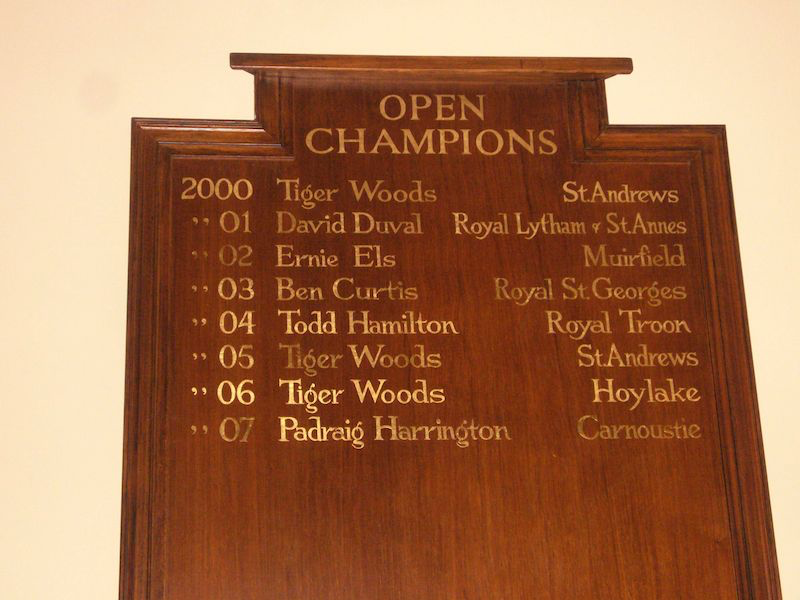 OPEN
CHAMPIONS
2000 Tiger Woods St.Andrews
” 01 David Duval Royal Lytham & St.Annes
” 02 Ernie Els Muirfield
” 03 Ben Curtis Royal St.Georges
” 04 Todd Hamilton Royal Troon
” 05 Tiger Woods St.Andrews
” 06 Tiger Woods Hoylake
” 07 Padraig Harrington Carnoustie